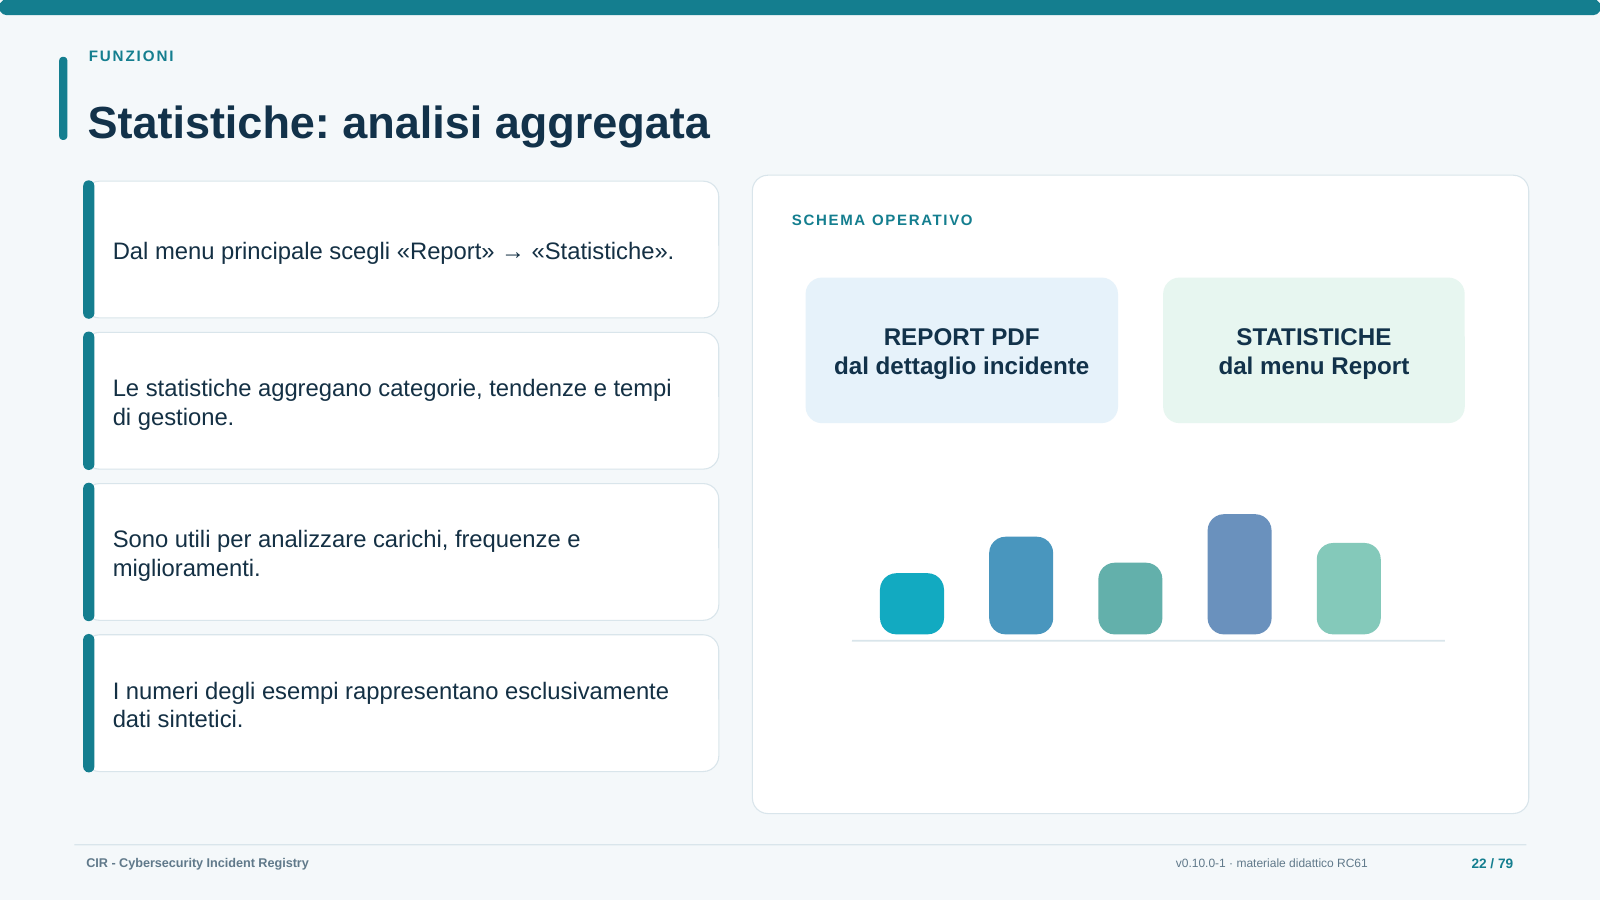 FUNZIONI
Statistiche: analisi aggregata
Dal menu principale scegli «Report» → «Statistiche».
Le statistiche aggregano categorie, tendenze e tempi
di gestione.
Sono utili per analizzare carichi, frequenze e
miglioramenti.
I numeri degli esempi rappresentano esclusivamente
dati sintetici.
SCHEMA OPERATIVO
REPORT PDF
dal dettaglio incidente
STATISTICHE
dal menu Report
CIR - Cybersecurity Incident Registry
v0.10.0-1 · materiale didattico RC61
22 / 79